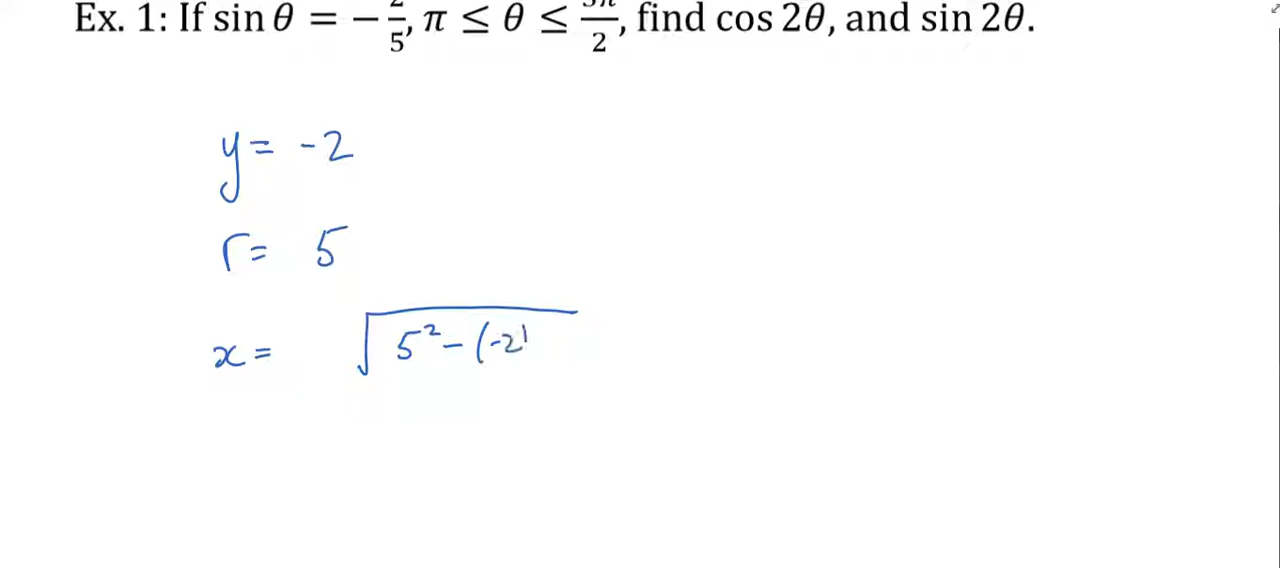 Ex. 1: If sin θ = −2/5, π ≤ θ ≤ 3π/2, find cos 2θ, and sin 2θ.
y = -2
r = 5
x = √(5² - (-2)